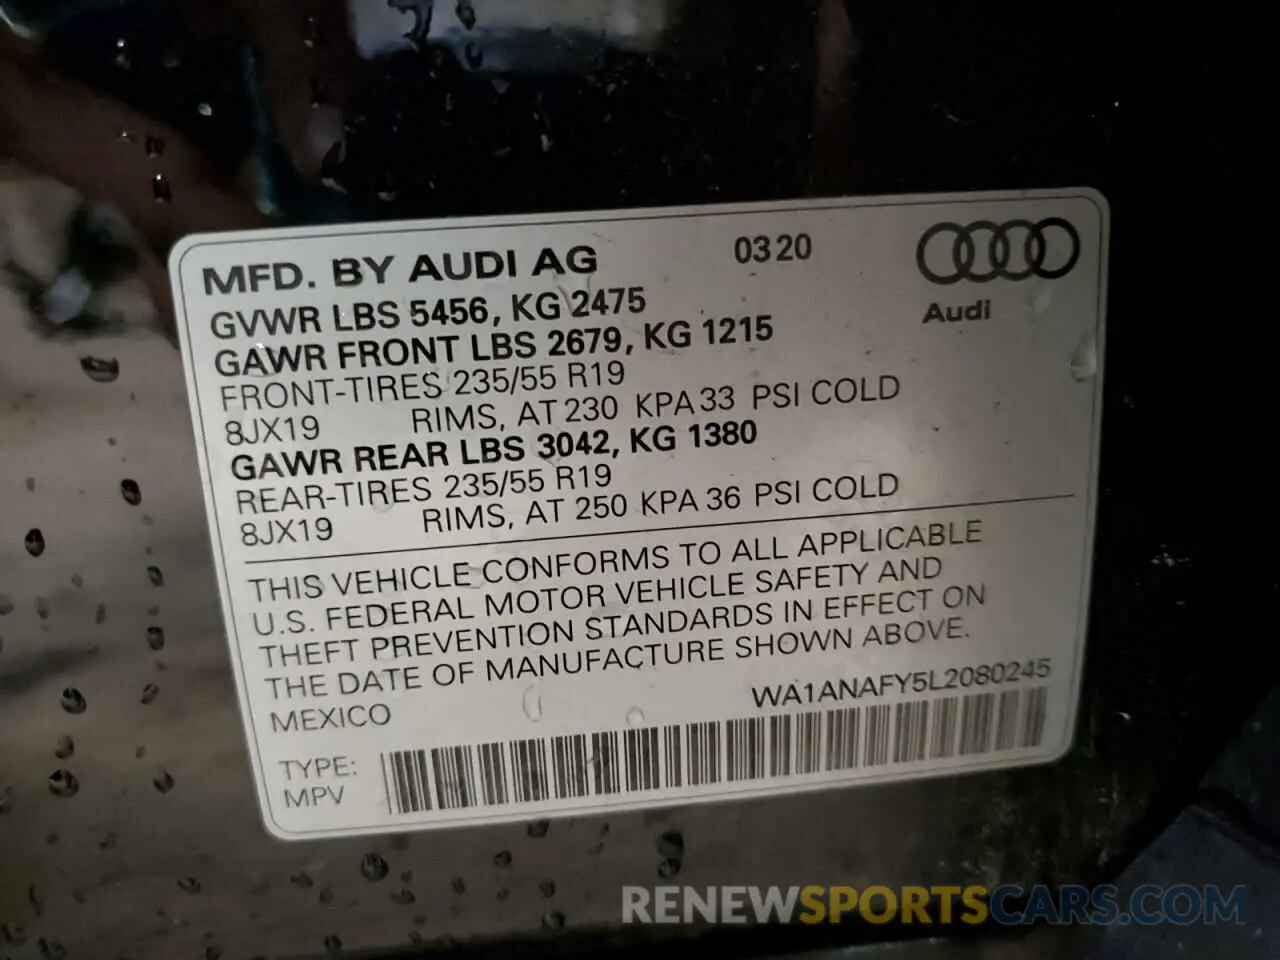 MFD. BY AUDI AG 03 20
Audi
GVWR LBS 5456, KG 2475
GAWR FRONT LBS 2679, KG 1215
FRONT-TIRES 235/55 R19
8JX19 RIMS, AT 230 KPA 33 PSI COLD
GAWR REAR LBS 3042, KG 1380
REAR-TIRES 235/55 R19
8JX19 RIMS, AT 250 KPA 36 PSI COLD
THIS VEHICLE CONFORMS TO ALL APPLICABLE
U.S. FEDERAL MOTOR VEHICLE SAFETY AND
THEFT PREVENTION STANDARDS IN EFFECT ON
THE DATE OF MANUFACTURE SHOWN ABOVE.
MEXICO WA1ANAFY5L2080245
TYPE:
MPV
RENEWSPORTSCARS.COM